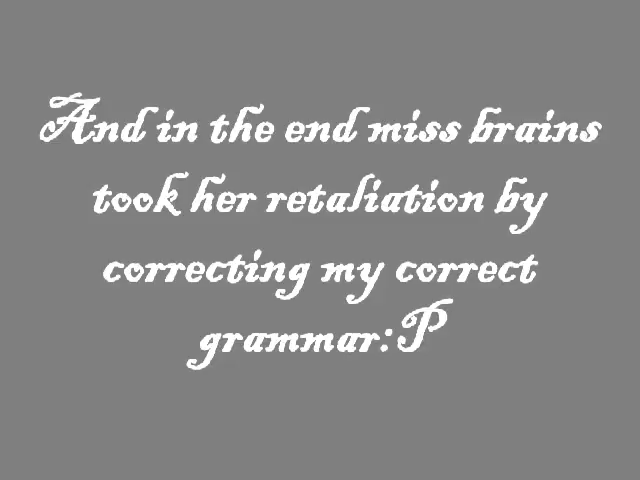 And in the end miss brains
took her retaliation by
correcting my correct
grammar:P